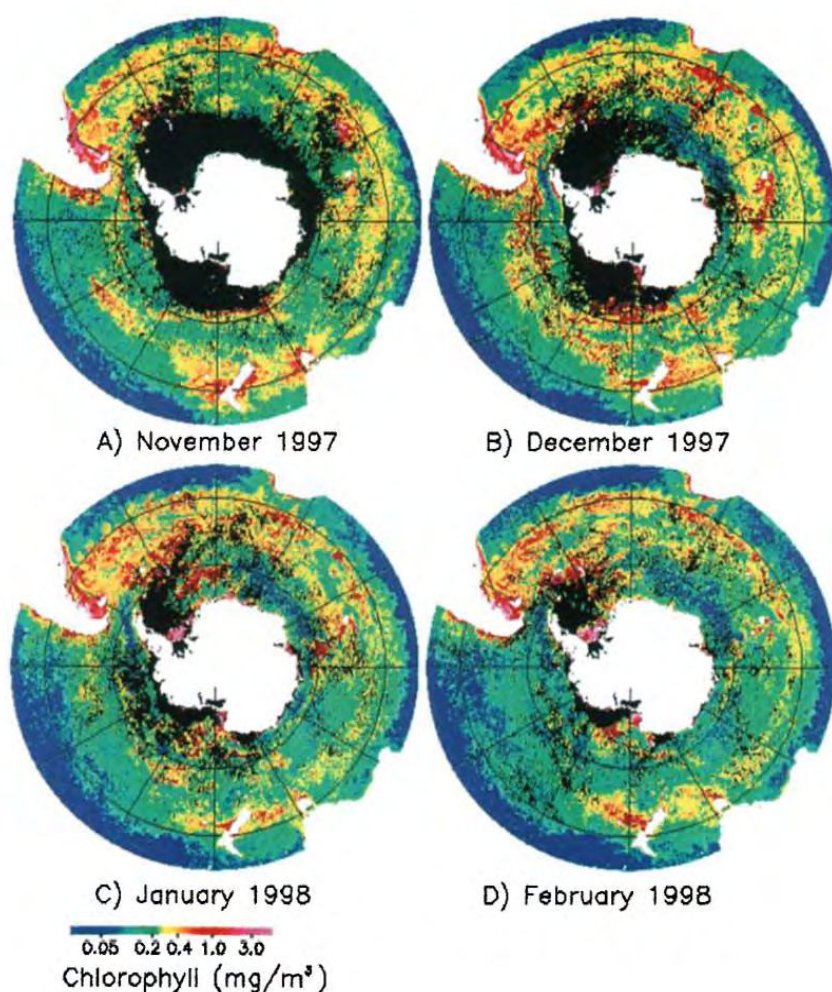 A) November 1997
B) December 1997
C) January 1998
D) February 1998
0.05 0.2 0.4 1.0 3.0
Chlorophyll (mg/m³)